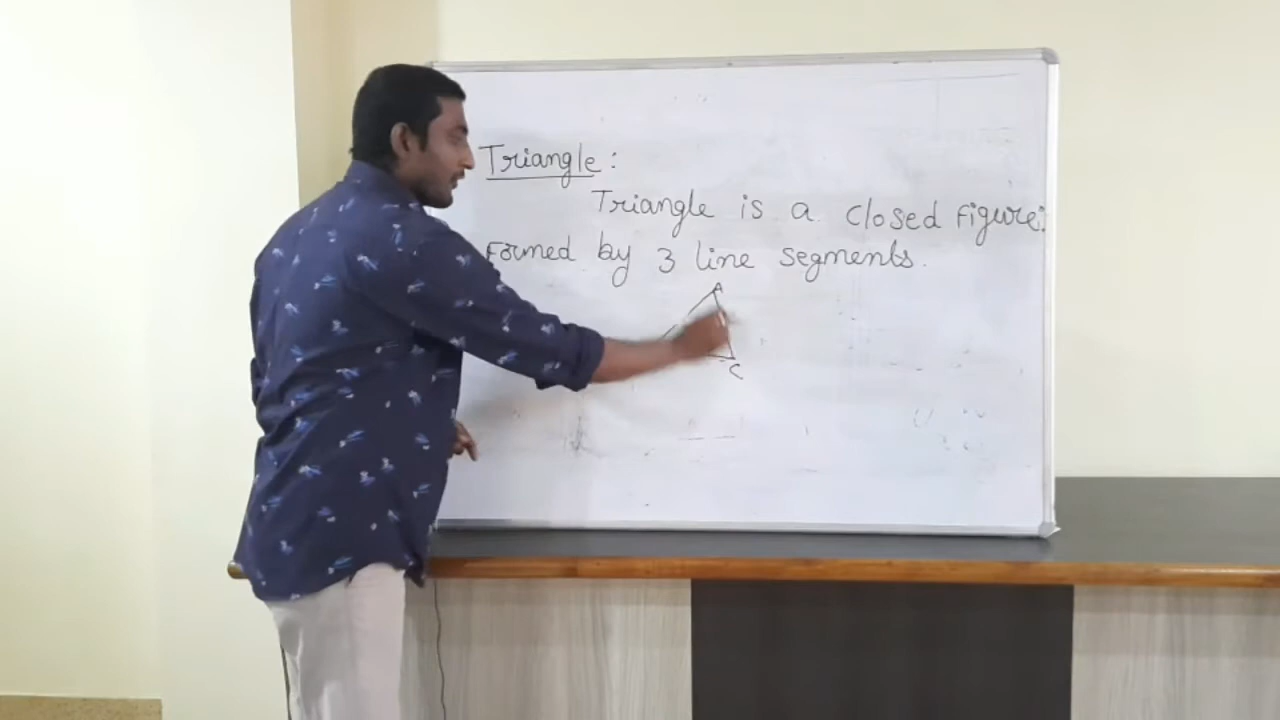 Triangle:
Triangle is a closed figure
formed by 3 line segments.
A
C